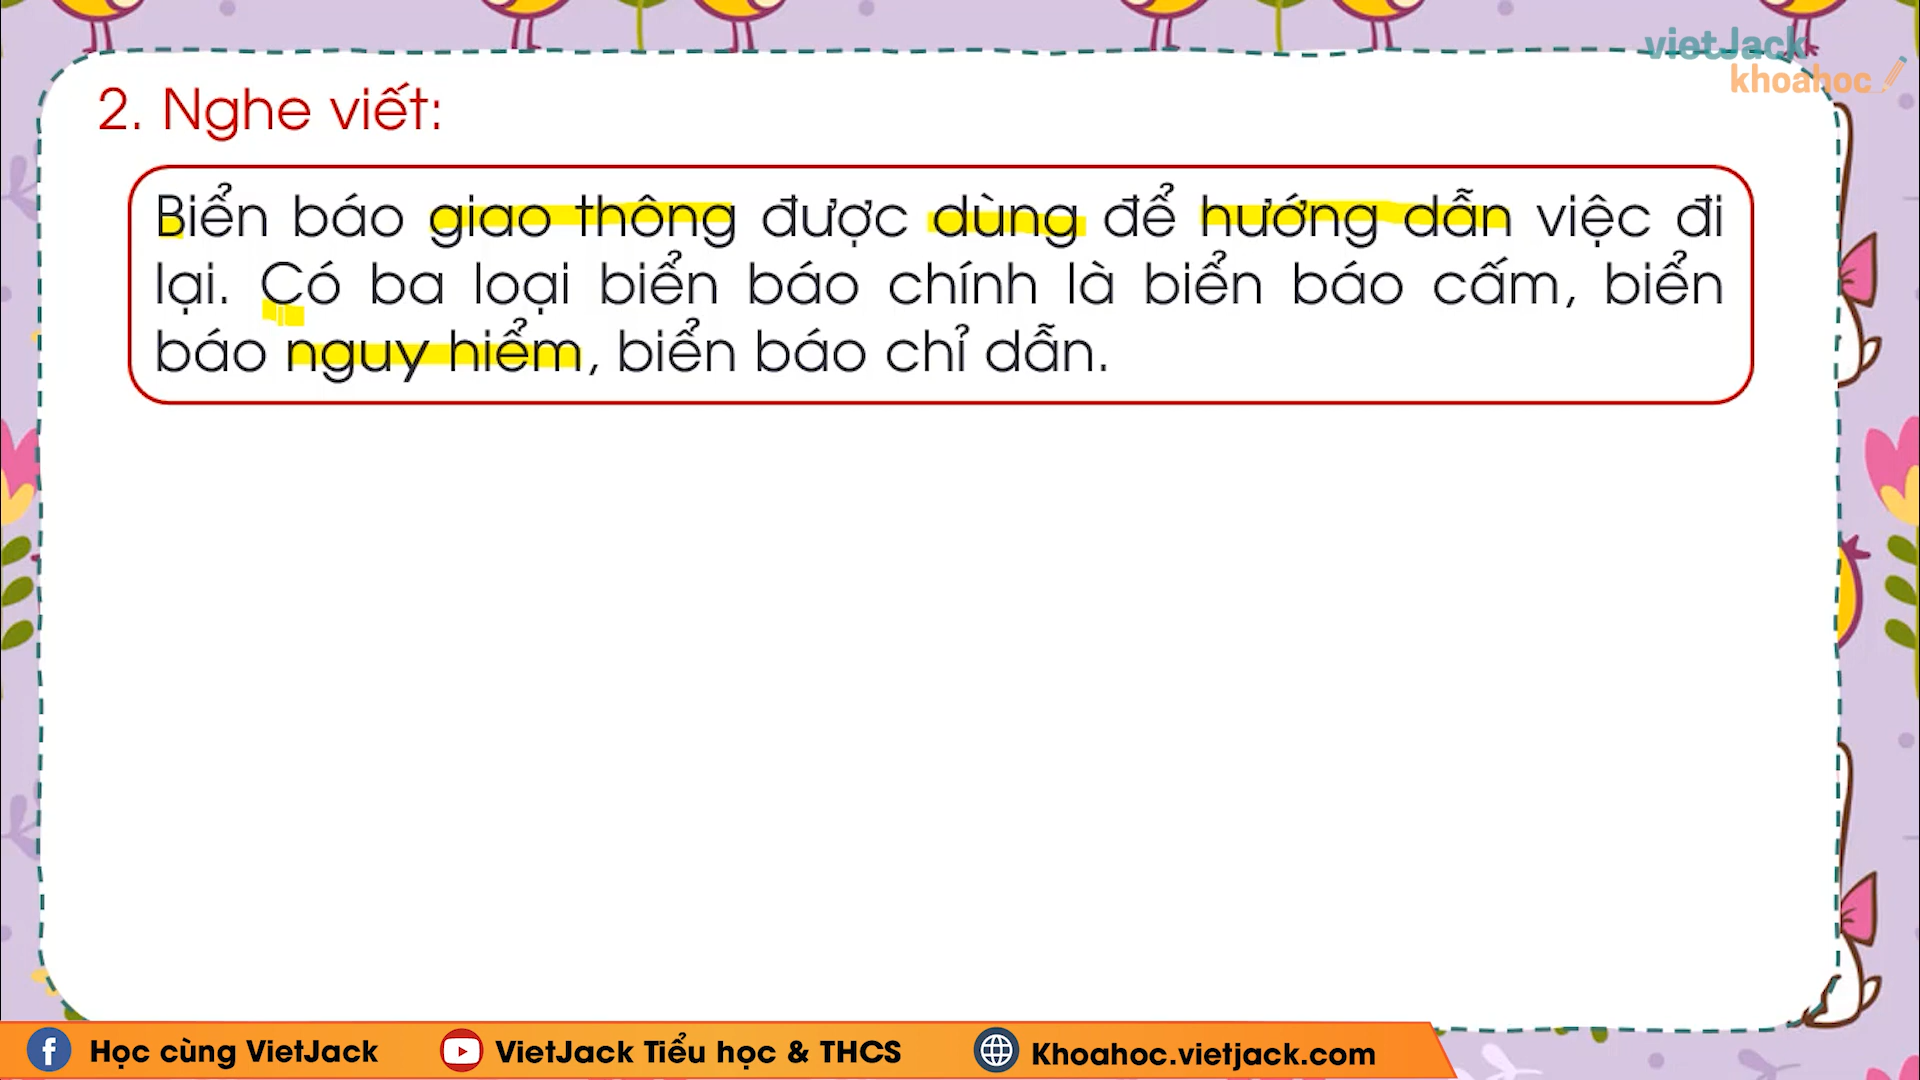 vietJack
khoahoc
2. Nghe viết:
Biển báo giao thông được dùng để hướng dẫn việc đi
lại. Có ba loại biển báo chính là biển báo cấm, biển
báo nguy hiểm, biển báo chỉ dẫn.
Học cùng VietJack
VietJack Tiểu học & THCS
Khoahoc.vietjack.com